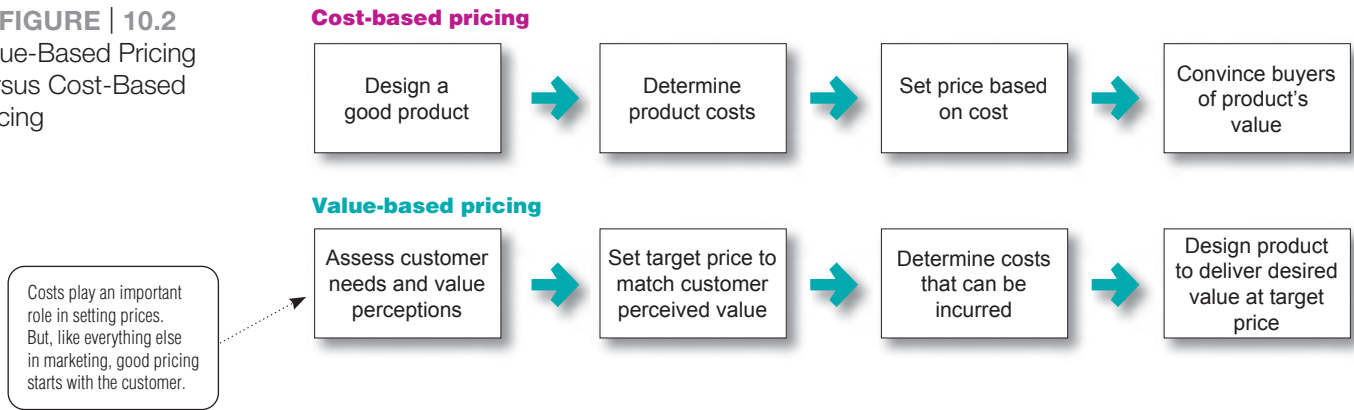 FIGURE | 10.2
ue-Based Pricing
rsus Cost-Based
cing
Cost-based pricing
Design a
good product
Determine
product costs
Set price based
on cost
Convince buyers
of product's
value
Value-based pricing
Assess customer
needs and value
perceptions
Set target price to
match customer
perceived value
Determine costs
that can be
incurred
Design product
to deliver desired
value at target
price
Costs play an important
role in setting prices.
But, like everything else
in marketing, good pricing
starts with the customer.